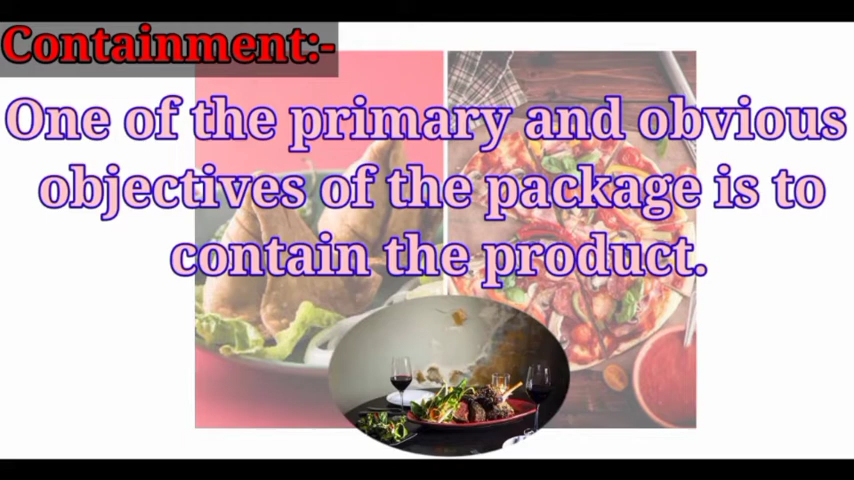 Containment:-
One of the primary and obvious
objectives of the package is to
contain the product.